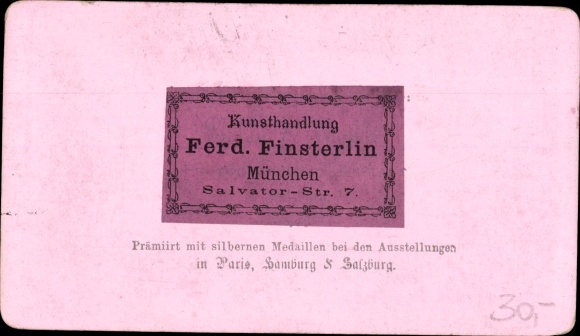 Kunsthandlung
Ferd. Finsterlin
München
Salvator-Str. 7.
Prämiirt mit silbernen Medaillen bei den Ausstellungen
in Paris, Hamburg & Salzburg.
30,-